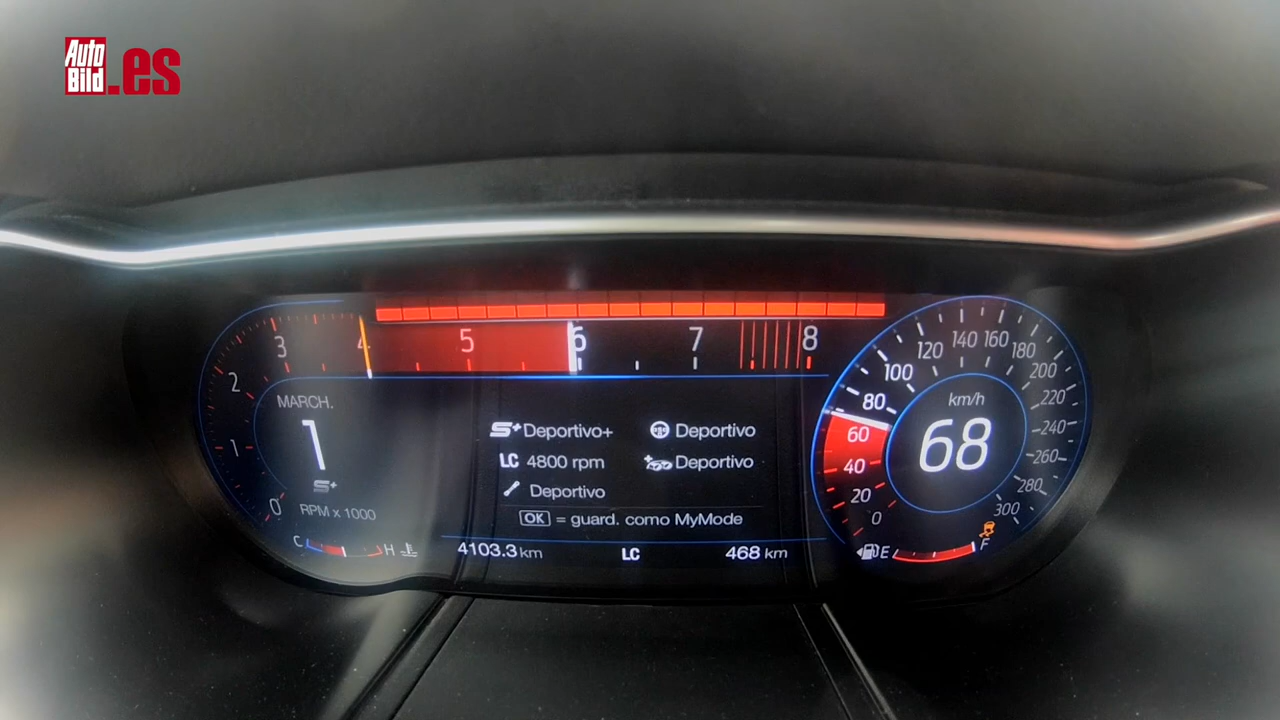 Auto
Bild.es
3 4 5 6 7 8
2
1
0
MARCH.
1
S+
RPM x 1000
C H
S+ Deportivo+ Deportivo
LC 4800 rpm Deportivo
Deportivo
OK = guard. como MyMode
4103.3 km LC 468 km
0 20 40 60 80 100 120 140 160 180 200 220 240 260 280 300
km/h
68
E F